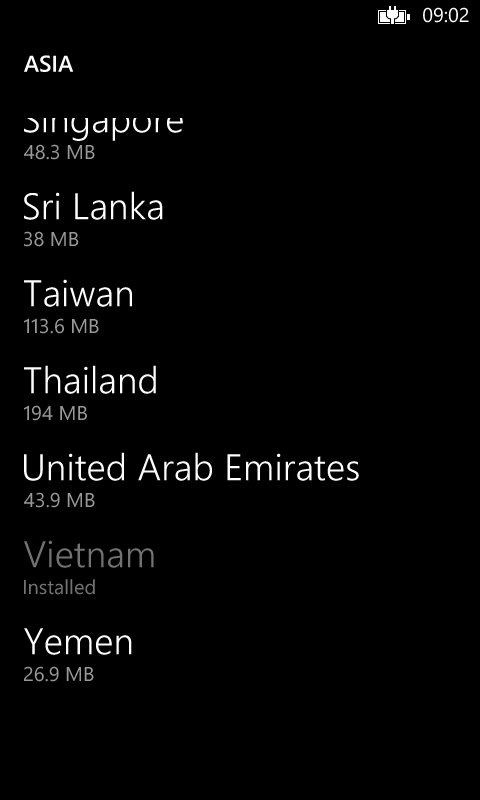 09:02
ASIA
Singapore
48.3 MB
Sri Lanka
38 MB
Taiwan
113.6 MB
Thailand
194 MB
United Arab Emirates
43.9 MB
Vietnam
Installed
Yemen
26.9 MB